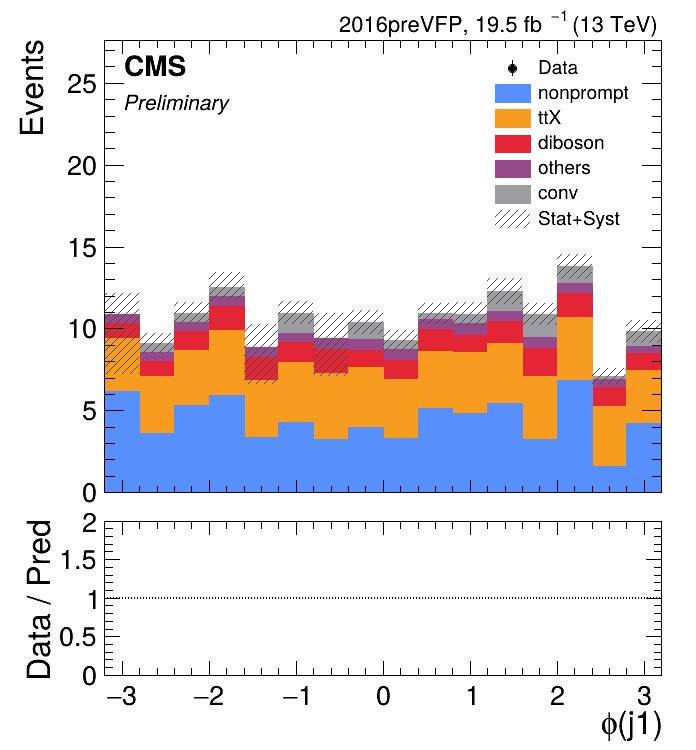 2016preVFP, 19.5 fb⁻¹ (13 TeV)
CMS
Preliminary
Events
25
20
15
10
5
0
Data
nonprompt
ttX
diboson
others
conv
Stat+Syst
Data / Pred
2
1.5
1
0.5
0
−3 −2 −1 0 1 2 3
ϕ(j1)